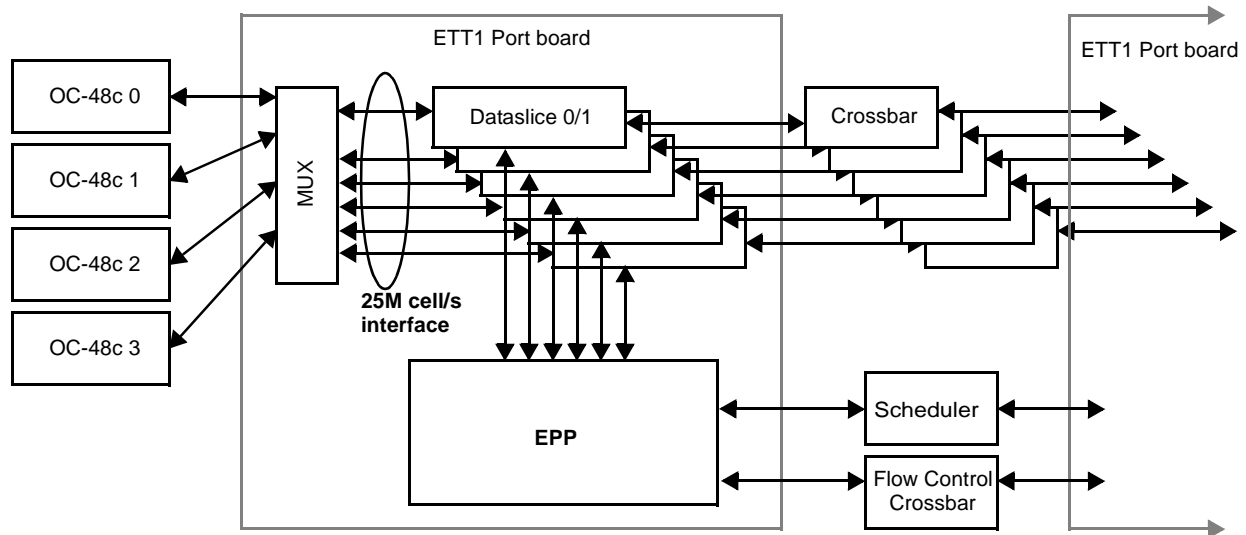 ETT1 Port board
ETT1 Port board
OC-48c 0
OC-48c 1
OC-48c 2
OC-48c 3
MUX
Dataslice 0/1
Crossbar
25M cell/s
interface
EPP
Scheduler
Flow Control
Crossbar